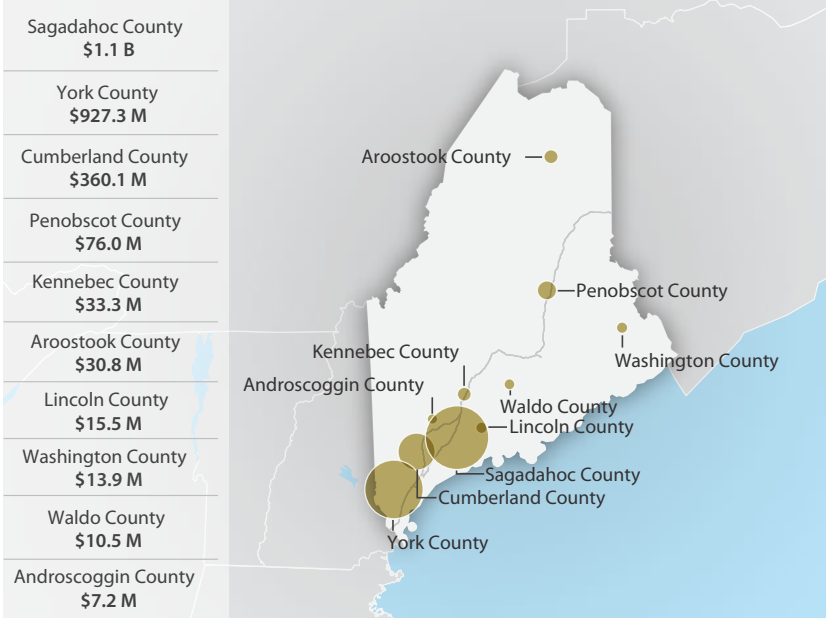 Sagadahoc County
$1.1 B
York County
$927.3 M
Cumberland County
$360.1 M
Penobscot County
$76.0 M
Kennebec County
$33.3 M
Aroostook County
$30.8 M
Lincoln County
$15.5 M
Washington County
$13.9 M
Waldo County
$10.5 M
Androscoggin County
$7.2 M
Aroostook County
Penobscot County
Kennebec County
Washington County
Androscoggin County
Waldo County
Lincoln County
Sagadahoc County
Cumberland County
York County